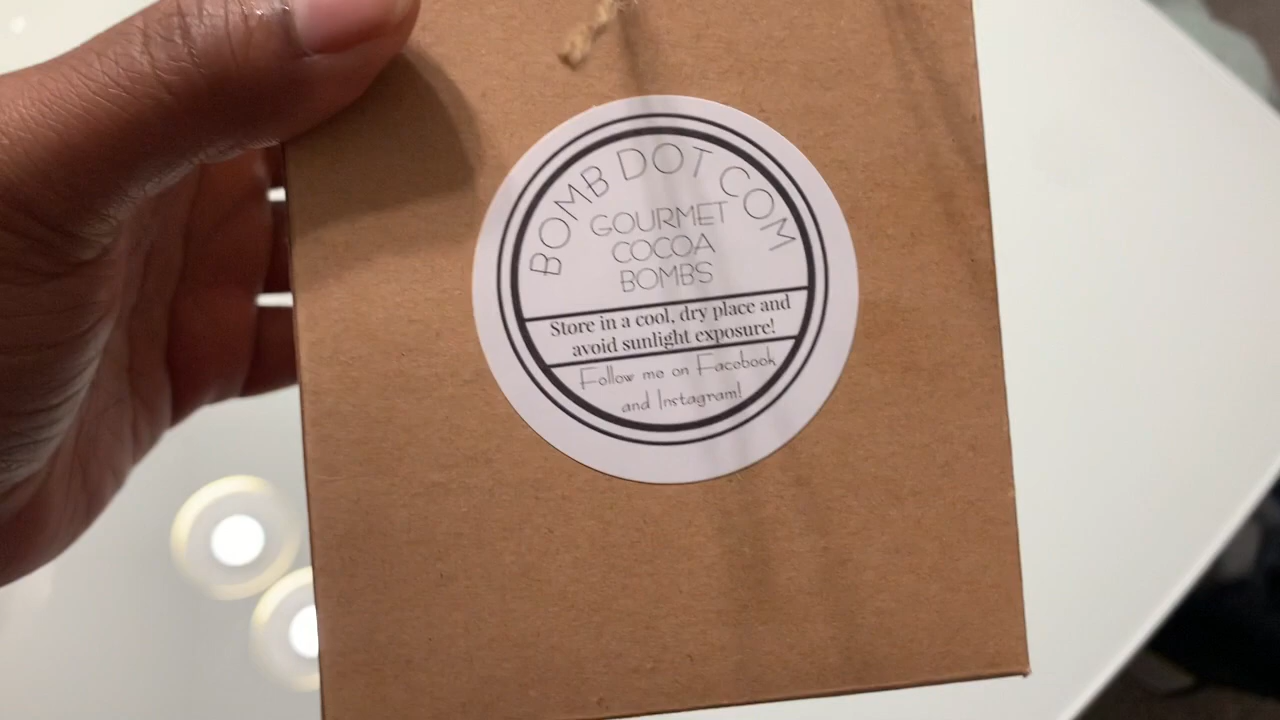 BOMB DOT COM
GOURMET
COCOA
BOMBS
Store in a cool, dry place and
avoid sunlight exposure!
Follow me on Facebook
and Instagram!